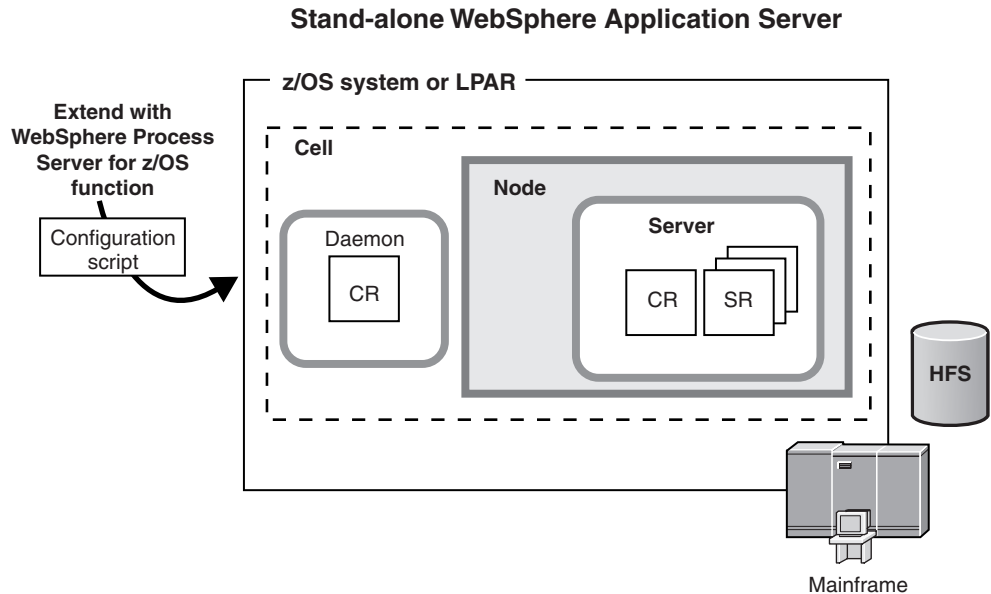 Stand-alone WebSphere Application Server
z/OS system or LPAR
Extend with
WebSphere Process
Server for z/OS
function
Configuration
script
Cell
Daemon
CR
Node
Server
CR
SR
HFS
Mainframe